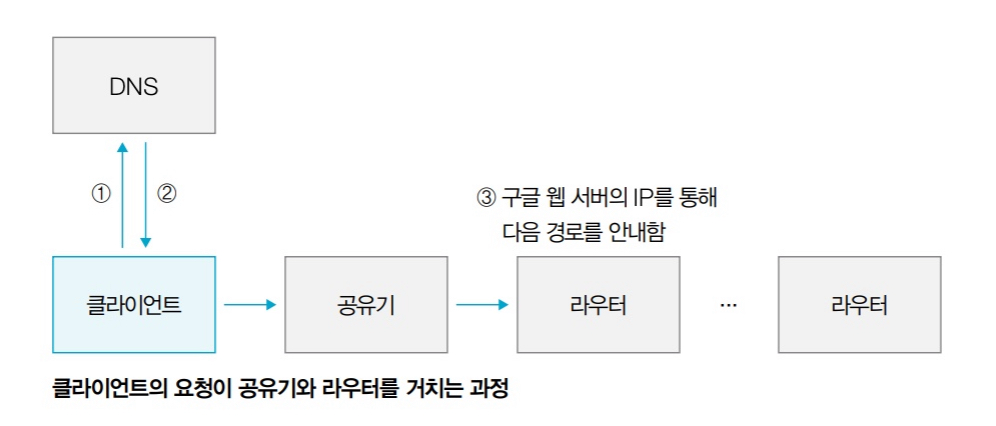 DNS
①
②
③ 구글 웹 서버의 IP를 통해
다음 경로를 안내함
클라이언트
공유기
라우터
...
라우터
클라이언트의 요청이 공유기와 라우터를 거치는 과정